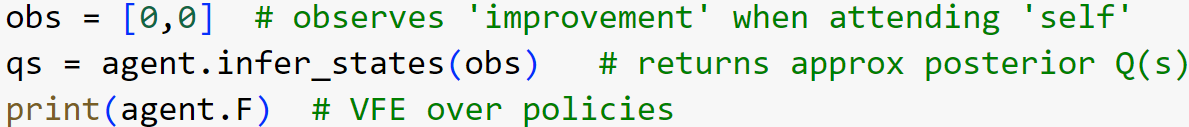 obs = [0,0]  # observes 'improvement' when attending 'self'
qs = agent.infer_states(obs)   # returns approx posterior Q(s)
print(agent.F)  # VFE over policies